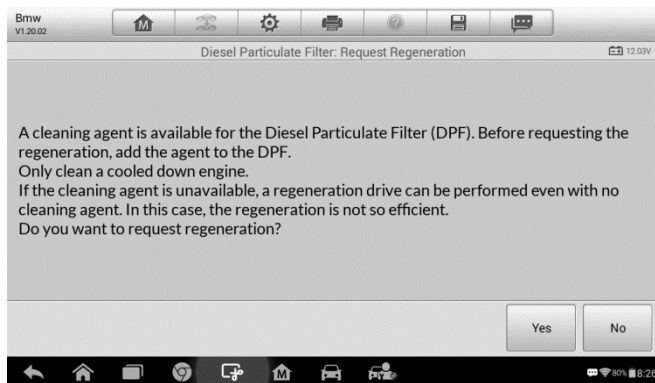 Bmw
V1.20.02
Diesel Particulate Filter: Request Regeneration
12.03V
A cleaning agent is available for the Diesel Particulate Filter (DPF). Before requesting the
regeneration, add the agent to the DPF.
Only clean a cooled down engine.
If the cleaning agent is unavailable, a regeneration drive can be performed even with no
cleaning agent. In this case, the regeneration is not so efficient.
Do you want to request regeneration?
Yes
No
80%
8:26